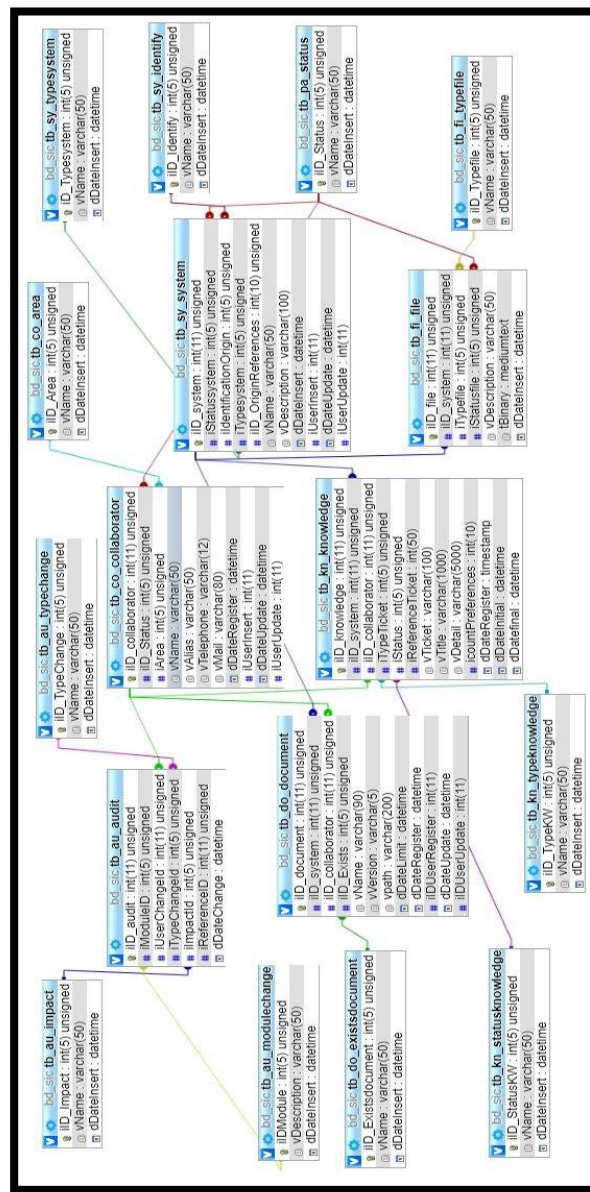 bd_sic tb_au_impact
iID_Impact : int(5) unsigned
vName : varchar(50)
dDateInsert : datetime
bd_sic tb_au_audit
iID_audit : int(11) unsigned
iModuleID : int(5) unsigned
iUserChangeId : int(11) unsigned
iTypeChangeId : int(5) unsigned
iImpactId : int(5) unsigned
iReferenceID : int(11) unsigned
dDateChange : datetime
bd_sic tb_au_typechange
iID_TypeChange : int(5) unsigned
vName : varchar(50)
dDateInsert : datetime
bd_sic tb_co_area
iID_Area : int(5) unsigned
vName : varchar(50)
dDateInsert : datetime
bd_sic tb_sy_typesystem
iID_Typesystem : int(5) unsigned
vName : varchar(50)
dDateInsert : datetime
bd_sic tb_au_modulechange
iIDModule : int(5) unsigned
vDescription : varchar(50)
dDateInsert : datetime
bd_sic tb_co_collaborator
iID_collaborator : int(11) unsigned
iID_Status : int(5) unsigned
iArea : int(5) unsigned
vName : varchar(50)
vAlias : varchar(50)
vTelephone : varchar(12)
vMail : varchar(80)
dDateRegister : datetime
iUserInsert : int(11)
dDateUpdate : datetime
iUserUpdate : int(11)
bd_sic tb_sy_system
iID_system : int(11) unsigned
iStatussystem : int(5) unsigned
iIdentificationOrigin : int(5) unsigned
iTypesystem : int(5) unsigned
iID_OriginReferences : int(10) unsigned
vName : varchar(50)
vDescription : varchar(100)
dDateInsert : datetime
iUserInsert : int(11)
dDateUpdate : datetime
iUserUpdate : int(11)
bd_sic tb_sy_identify
iID_Identify : int(5) unsigned
vName : varchar(50)
dDateInsert : datetime
bd_sic tb_do_existsdocument
iID_Existsdocument : int(5) unsigned
vName : varchar(50)
dDateInsert : datetime
bd_sic tb_do_document
iID_document : int(11) unsigned
iID_system : int(11) unsigned
iID_collaborator : int(11) unsigned
iID_Exists : int(5) unsigned
vName : varchar(90)
vVersion : varchar(5)
vpath : varchar(200)
dDateLimit : datetime
dDateRegister : datetime
iIDUserRegister : int(11)
dDateUpdate : datetime
iIDUserUpdate : int(11)
bd_sic tb_kn_knowledge
iID_knowledge : int(11) unsigned
iID_system : int(11) unsigned
iID_collaborator : int(11) unsigned
iTypeTicket : int(5) unsigned
iStatus : int(5) unsigned
iReferenceTicket : int(50)
vTicket : varchar(100)
vTitle : varchar(1000)
vDetail : varchar(5000)
icountPreferences : int(10)
dDateRegister : timestamp
dDateInitial : datetime
dDatefinal : datetime
bd_sic tb_pa_status
iID_Status : int(5) unsigned
vName : varchar(50)
dDateInsert : datetime
bd_sic tb_kn_statusknowledge
iID_StatusKW : int(5) unsigned
vName : varchar(50)
dDateInsert : datetime
bd_sic tb_kn_typeknowledge
iID_TypeKW : int(5) unsigned
vName : varchar(50)
dDateInsert : datetime
bd_sic tb_fi_file
iID_file : int(11) unsigned
iID_system : int(11) unsigned
iTypefile : int(5) unsigned
iStatusfile : int(5) unsigned
vDescription : varchar(50)
tBinary : mediumtext
dDateInsert : datetime
bd_sic tb_fi_typefile
iID_Typefile : int(5) unsigned
vName : varchar(50)
dDateInsert : datetime